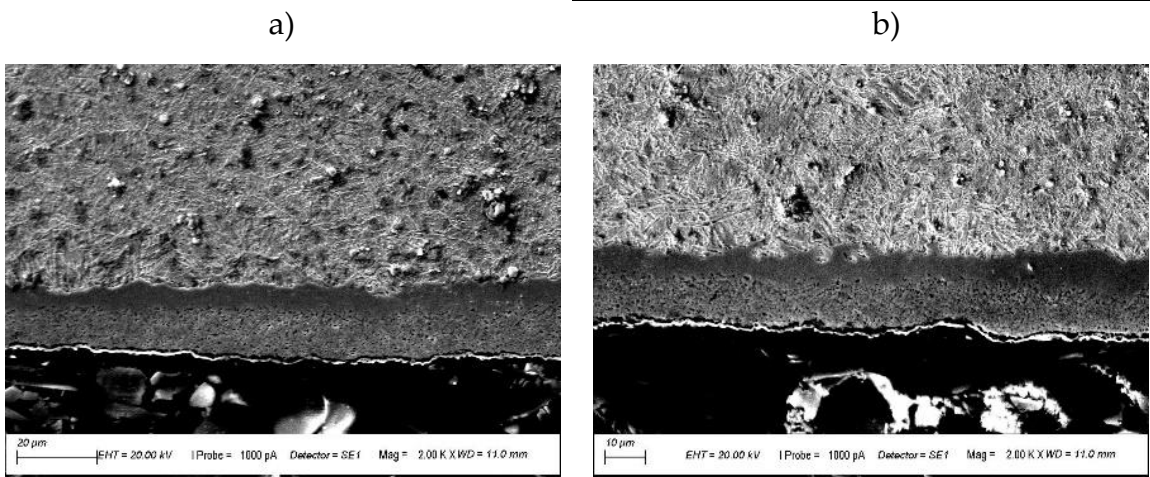 a)
b)
20 µm
EHT = 20.00 kV I Probe = 1000 pA Detector = SE1 Mag = 2.00 K X WD = 11.0 mm
10 µm
EHT = 20.00 kV I Probe = 1000 pA Detector = SE1 Mag = 2.00 K X WD = 11.0 mm